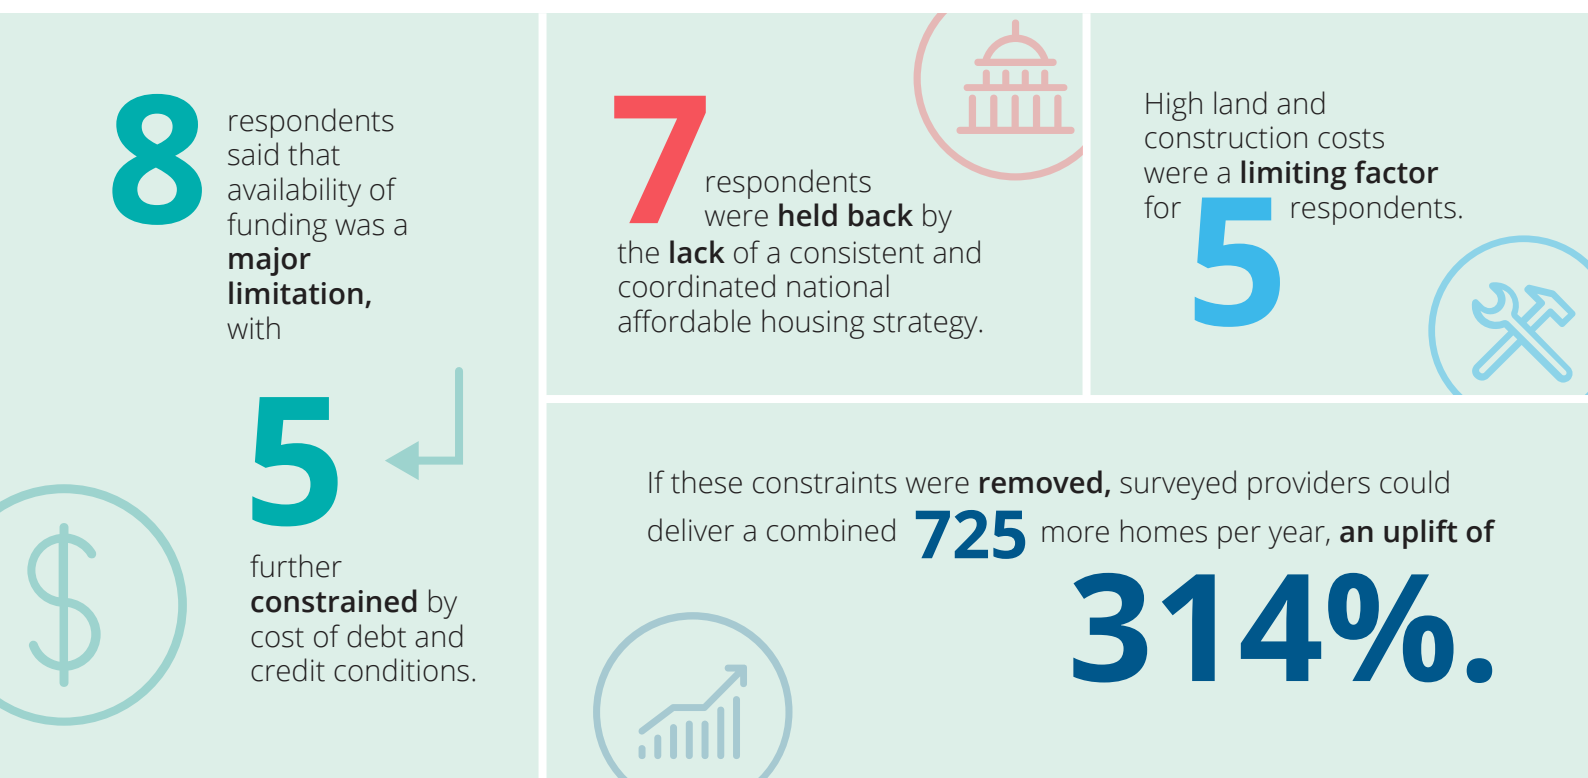 8 respondents
said that
availability of
funding was a
major
limitation,
with
5
further
constrained by
cost of debt and
credit conditions.
7 respondents
were held back by
the lack of a consistent and
coordinated national
affordable housing strategy.
High land and
construction costs
were a limiting factor
for 5 respondents.
If these constraints were removed, surveyed providers could
deliver a combined 725 more homes per year, an uplift of
314%.